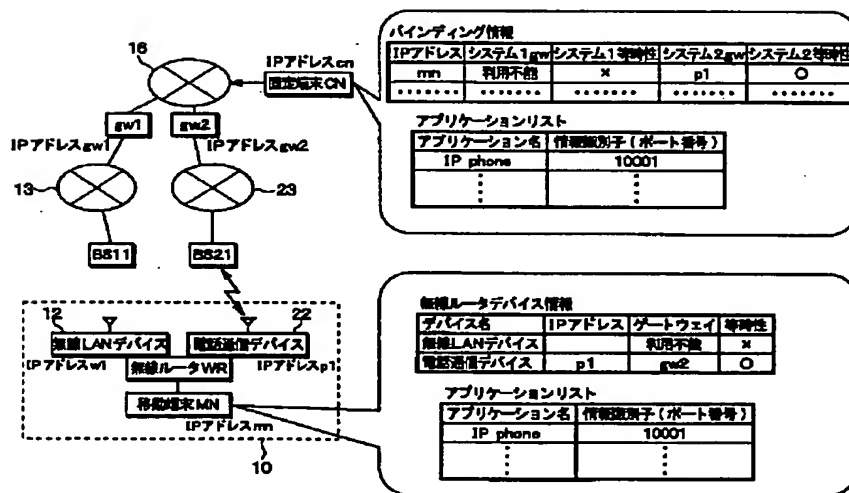 16
IPアドレスcn
固定端末CN
gw1
gw2
IPアドレスgw1
IPアドレスgw2
13
23
BS11
BS21
12
22
無線LANデバイス
電話通信デバイス
IPアドレスw1
無線ルータWR
IPアドレスp1
移動端末MN
IPアドレスmn
10
バインディング情報
IPアドレス システム1gw システム1等時性 システム2gw システム2等時性
mn 利用不能 × p1 ○
アプリケーションリスト
アプリケーション名 情報識別子(ポート番号)
IP phone 10001
無線ルータデバイス情報
デバイス名 IPアドレス ゲートウェイ 等時性
無線LANデバイス 利用不能 ×
電話通信デバイス p1 gw2 ○
アプリケーションリスト
アプリケーション名 情報識別子(ポート番号)
IP phone 10001